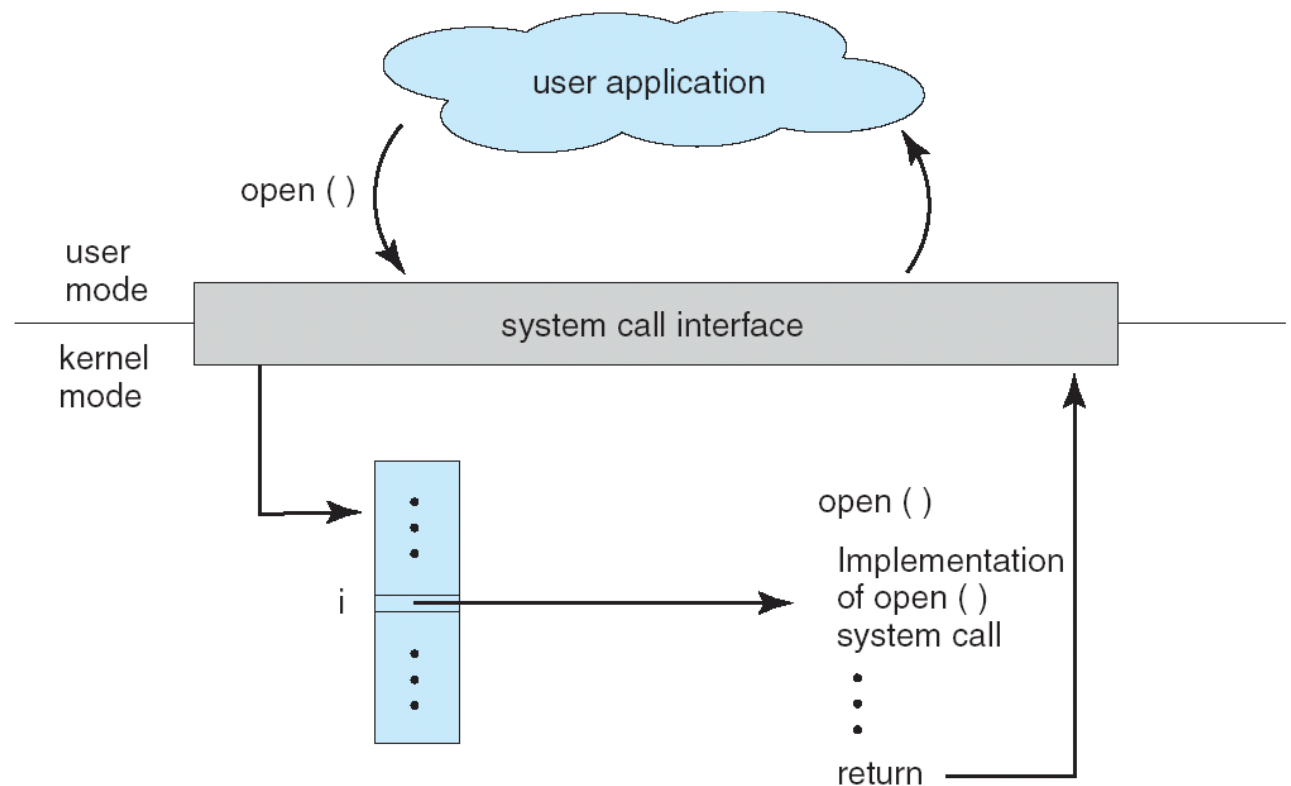 user application
open ( )
user
mode
system call interface
kernel
mode
open ( )
Implementation
i
of open ( )
system call
return